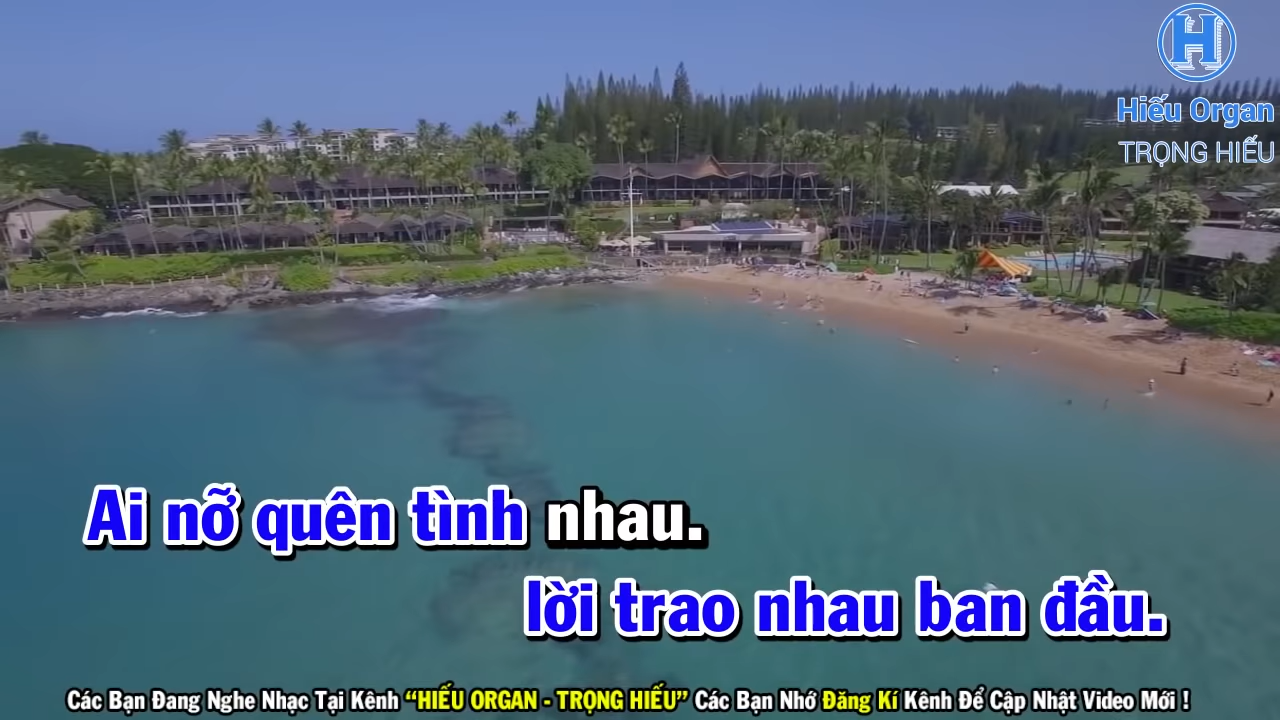 H
Hiếu Organ
TRỌNG HIẾU
Ai nỡ quên tình nhau.
lời trao nhau ban đầu.
Các Bạn Đang Nghe Nhạc Tại Kênh “HIẾU ORGAN - TRỌNG HIẾU” Các Bạn Nhớ Đăng Kí Kênh Để Cập Nhật Video Mới !